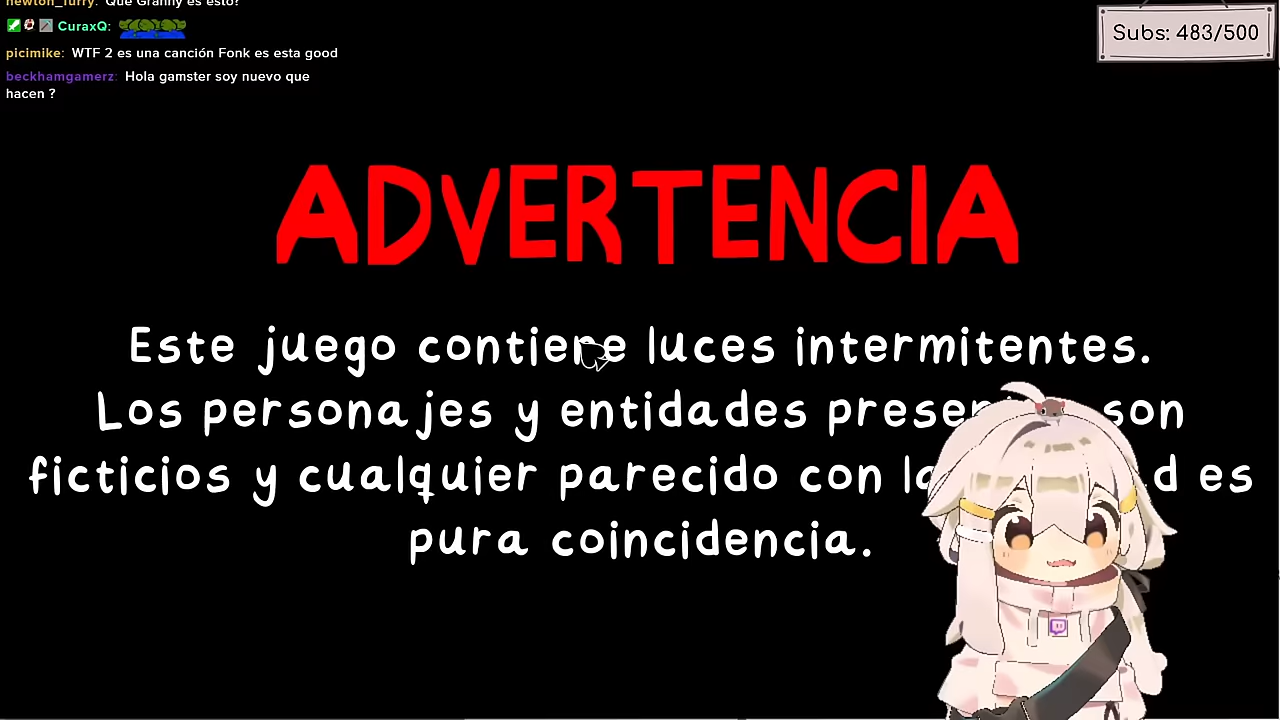 newton_furry: Que Granny es esto?
CuraxQ:
picimike: WTF 2 es una canción Fonk es esta good
beckhamgamerz: Hola gamster soy nuevo que
hacen ?
Subs: 483/500
ADVERTENCIA
Este juego contiene luces intermitentes.
Los personajes y entidades son
ficticios y cualquier parecido con es
pura coincidencia.